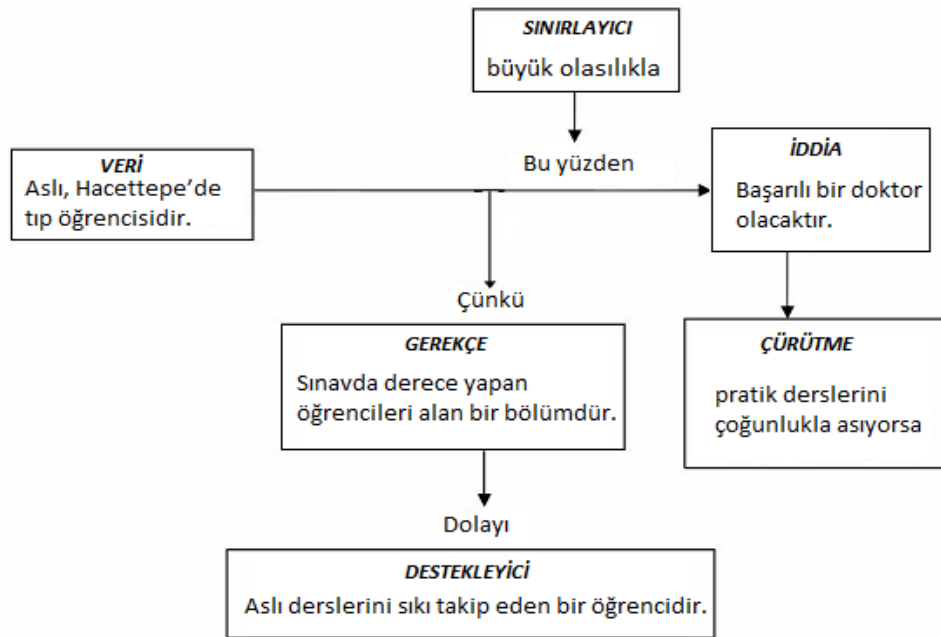 SINIRLAYICI
büyük olasılıkla
VERİ
Aslı, Hacettepe’de
tıp öğrencisidir.
Bu yüzden
İDDİA
Başarılı bir doktor
olacaktır.
Çünkü
GEREKÇE
Sınavda derece yapan
öğrencileri alan bir bölümdür.
ÇÜRÜTME
pratik derslerini
çoğunlukla asıyorsa
Dolayı
DESTEKLEYİCİ
Aslı derslerini sıkı takip eden bir öğrencidir.